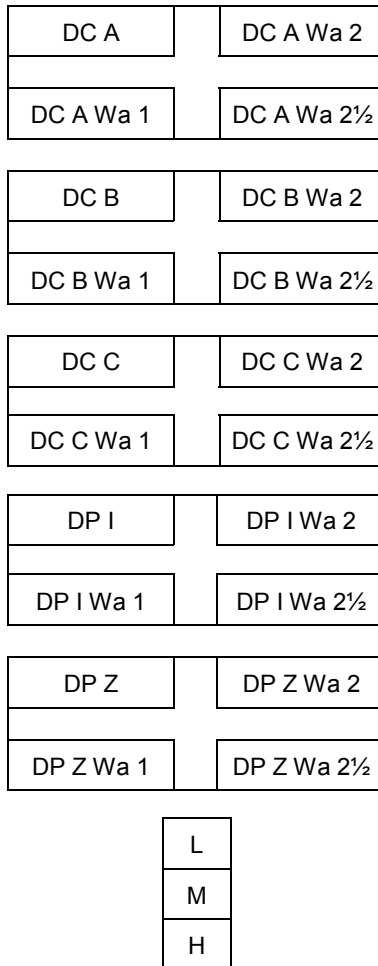 DC A DC A Wa 2
DC A Wa 1 DC A Wa 2½
DC B DC B Wa 2
DC B Wa 1 DC B Wa 2½
DC C DC C Wa 2
DC C Wa 1 DC C Wa 2½
DP I DP I Wa 2
DP I Wa 1 DP I Wa 2½
DP Z DP Z Wa 2
DP Z Wa 1 DP Z Wa 2½
L
M
H